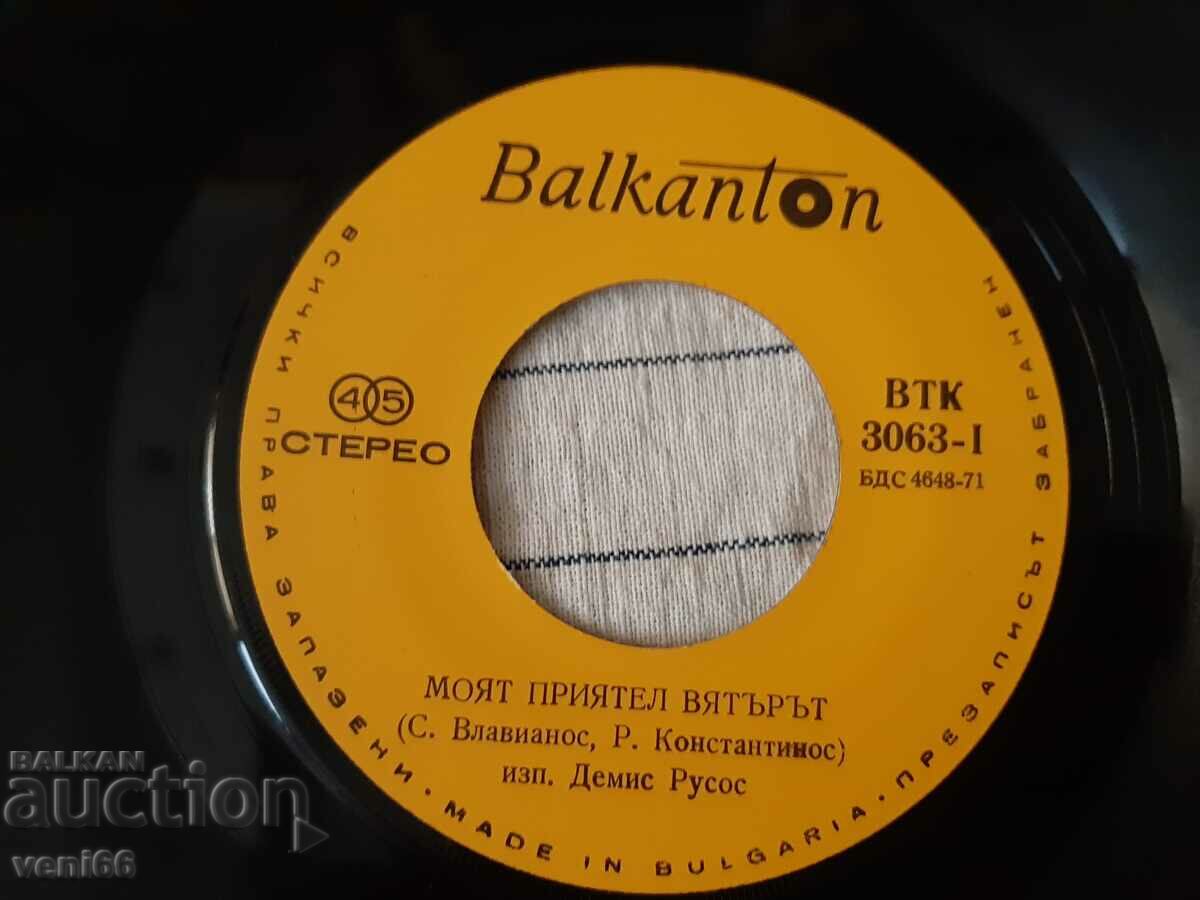 Balkanton
45
СТЕРЕО
ВТК
3063-I
БДС 4648-71
МОЯТ ПРИЯТЕЛ ВЯТЪРЪТ
(С. Влавианос, Р. Константинос)
изп. Демис Русос
ВСИЧКИ ПРАВА ЗАПАЗЕНИ · MADE IN BULGARIA · ПРЕЗАПИСЪТ ЗАБРАНЕН
BALKAN
auction
veni66